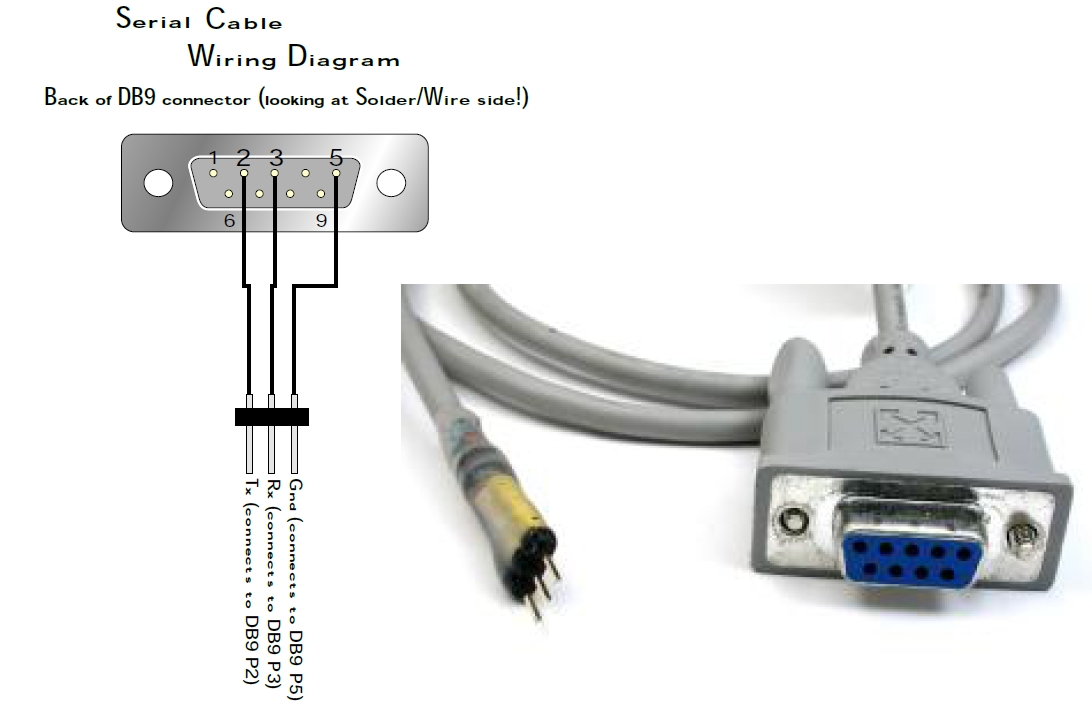 Serial Cable
Wiring Diagram
Back of DB9 connector (looking at Solder/Wire side!)
1 2 3 5
6 9
Tx (connects to DB9 P2)
Rx (connects to DB9 P3)
Gnd (connects to DB9 P5)